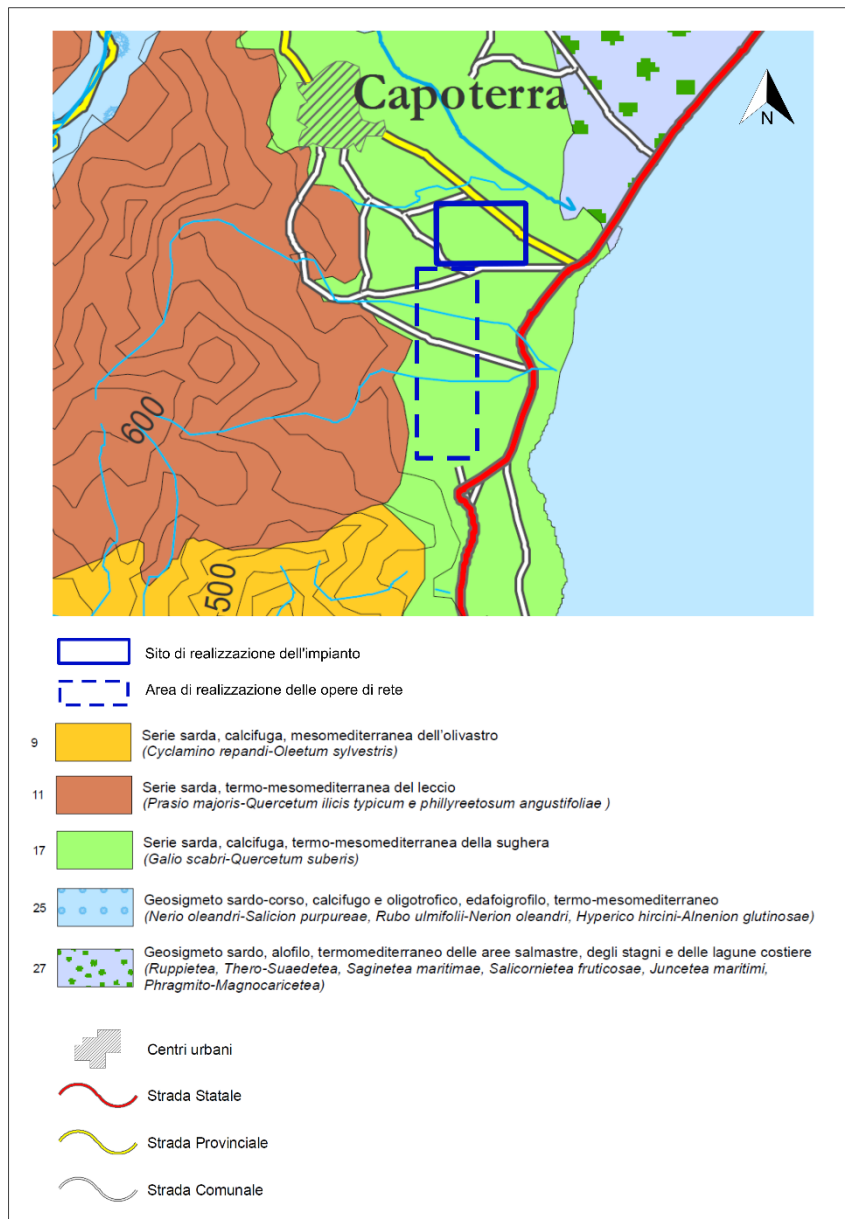 Capoterra
N
600
500
Sito di realizzazione dell'impianto
Area di realizzazione delle opere di rete
9
Serie sarda, calcifuga, mesomediterranea dell'olivastro
(Cyclamino repandi-Oleetum sylvestris)
11
Serie sarda, termo-mesomediterranea del leccio
(Prasio majoris-Quercetum ilicis typicum e phillyreetosum angustifoliae )
17
Serie sarda, calcifuga, termo-mesomediterranea della sughera
(Galio scabri-Quercetum suberis)
25
Geosigmeto sardo-corso, calcifugo e oligotrofico, edafoigrofilo, termo-mesomediterraneo
(Nerio oleandri-Salicion purpureae, Rubo ulmifolii-Nerion oleandri, Hyperico hircini-Alnenion glutinosae)
27
Geosigmeto sardo, alofilo, termomediterraneo delle aree salmastre, degli stagni e delle lagune costiere
(Ruppietea, Thero-Suaedetea, Saginetea maritimae, Salicornietea fruticosae, Juncetea maritimi,
Phragmito-Magnocaricetea)
Centri urbani
Strada Statale
Strada Provinciale
Strada Comunale